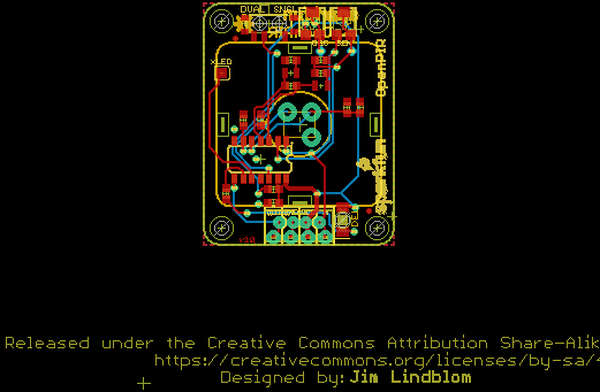 DUAL SNGL
xLED
OpenPIR
sparkfun
v10
Released under the Creative Commons Attribution Share-Alik
https://creativecommons.org/licenses/by-sa/4
Designed by: Jim Lindblom